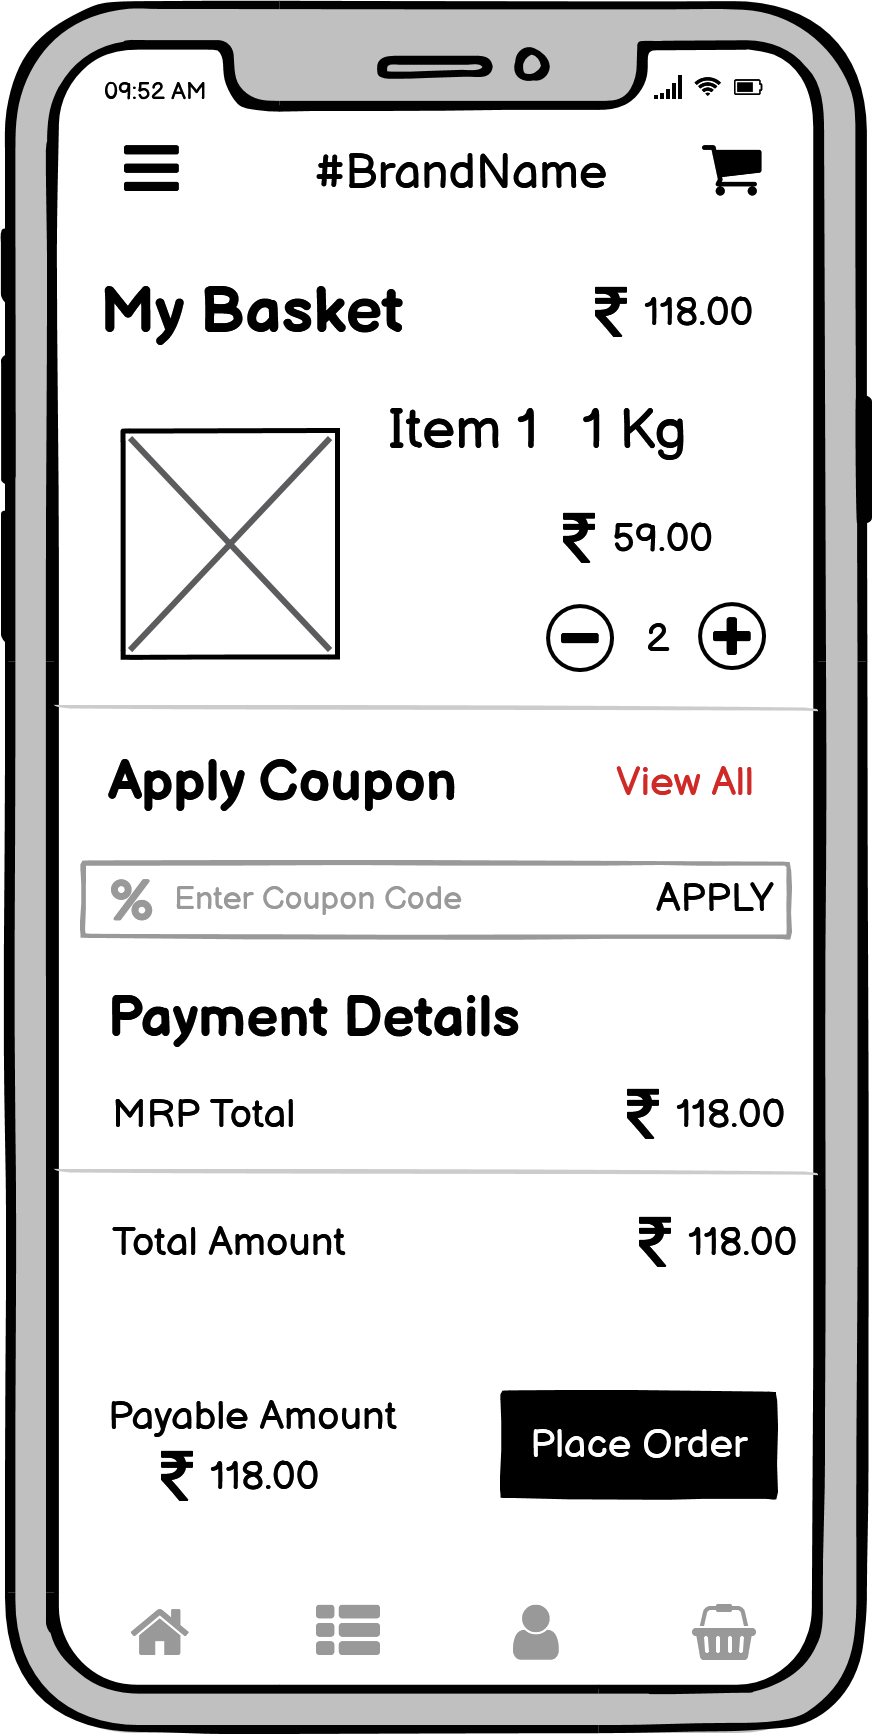 09:52 AM
#BrandName
My Basket ₹ 118.00
Item 1 1 Kg
₹ 59.00
2
Apply Coupon View All
% Enter Coupon Code APPLY
Payment Details
MRP Total ₹ 118.00
Total Amount ₹ 118.00
Payable Amount
₹ 118.00
Place Order